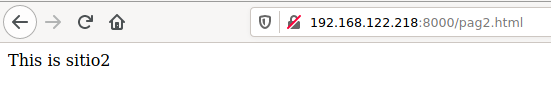 192.168.122.218:8000/pag2.html
This is sitio2